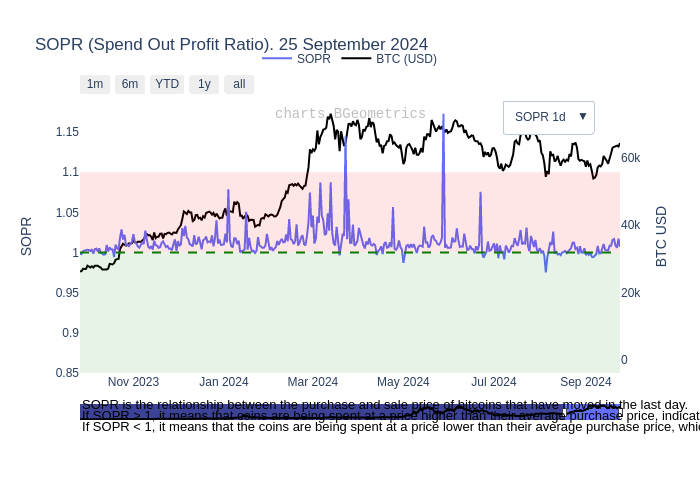 SOPR (Spend Out Profit Ratio). 25 September 2024
SOPR BTC (USD)
1m 6m YTD 1y all
charts.BGeometrics
SOPR 1d ▼
1.15
1.1
1.05
1
0.95
0.9
0.85
SOPR
60k
40k
20k
0
BTC USD
Nov 2023 Jan 2024 Mar 2024 May 2024 Jul 2024 Sep 2024
SOPR is the relationship between the purchase and sale price of bitcoins that have moved in the last day.
If SOPR > 1, it means that coins are being spent at a price higher than their average purchase price, indicat
If SOPR < 1, it means that the coins are being spent at a price lower than their average purchase price, whic